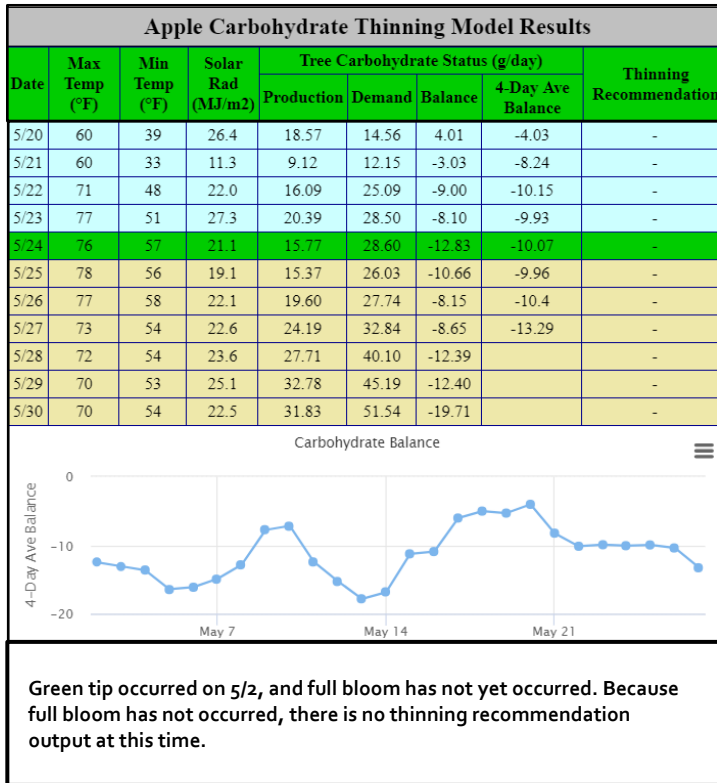 Apple Carbohydrate Thinning Model Results
Date Max Temp (°F) Min Temp (°F) Solar Rad (MJ/m2) Tree Carbohydrate Status (g/day) Thinning Recommendation
Production Demand Balance 4-Day Ave Balance
5/20 60 39 26.4 18.57 14.56 4.01 -4.03 -
5/21 60 33 11.3 9.12 12.15 -3.03 -8.24 -
5/22 71 48 22.0 16.09 25.09 -9.00 -10.15 -
5/23 77 51 27.3 20.39 28.50 -8.10 -9.93 -
5/24 76 57 21.1 15.77 28.60 -12.83 -10.07 -
5/25 78 56 19.1 15.37 26.03 -10.66 -9.96 -
5/26 77 58 22.1 19.60 27.74 -8.15 -10.4 -
5/27 73 54 22.6 24.19 32.84 -8.65 -13.29 -
5/28 72 54 23.6 27.71 40.10 -12.39 -
5/29 70 53 25.1 32.78 45.19 -12.40 -
5/30 70 54 22.5 31.83 51.54 -19.71 -
Carbohydrate Balance
4-Day Ave Balance
0
-10
-20
May 7 May 14 May 21
Green tip occurred on 5/2, and full bloom has not yet occurred. Because
full bloom has not occurred, there is no thinning recommendation
output at this time.